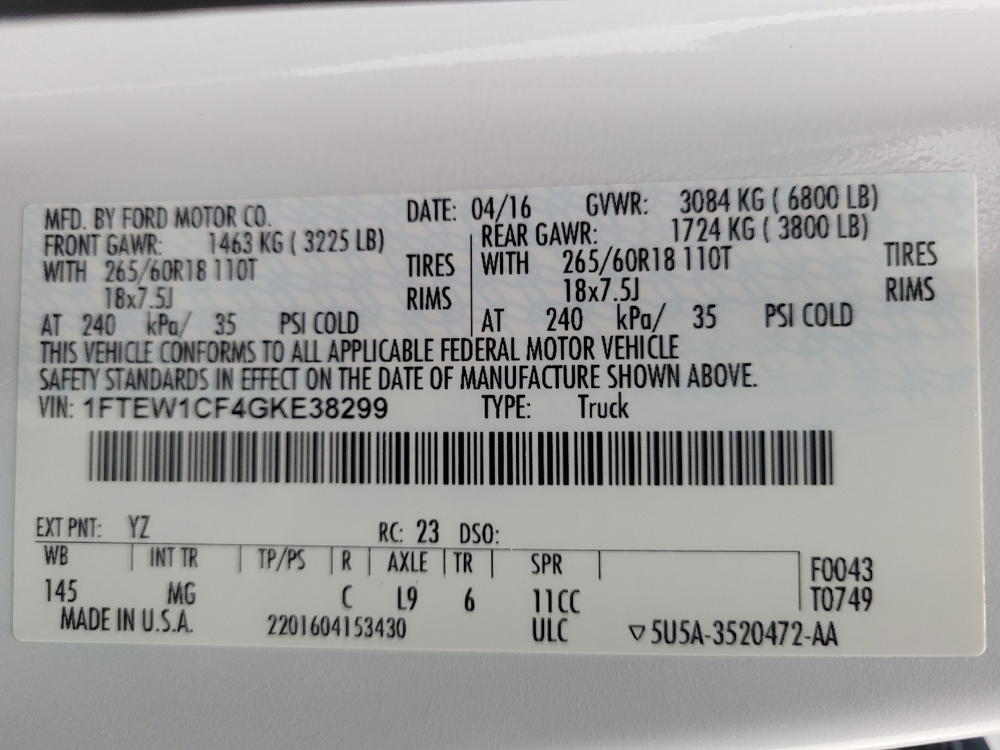 MFD. BY FORD MOTOR CO. DATE: 04/16 GVWR: 3084 KG ( 6800 LB)
FRONT GAWR: 1463 KG ( 3225 LB) REAR GAWR: 1724 KG ( 3800 LB)
WITH 265/60R18 110T TIRES WITH 265/60R18 110T TIRES
18x7.5J RIMS 18x7.5J RIMS
AT 240 kPa/ 35 PSI COLD AT 240 kPa/ 35 PSI COLD
THIS VEHICLE CONFORMS TO ALL APPLICABLE FEDERAL MOTOR VEHICLE
SAFETY STANDARDS IN EFFECT ON THE DATE OF MANUFACTURE SHOWN ABOVE.
VIN: 1FTEW1CF4GKE38299 TYPE: Truck
EXT PNT: YZ RC: 23 DSO:
WB INT TR TP/PS R AXLE TR SPR F0043
145 MG C L9 6 11CC T0749
MADE IN U.S.A. 2201604153430 ULC ▽5U5A-3520472-AA